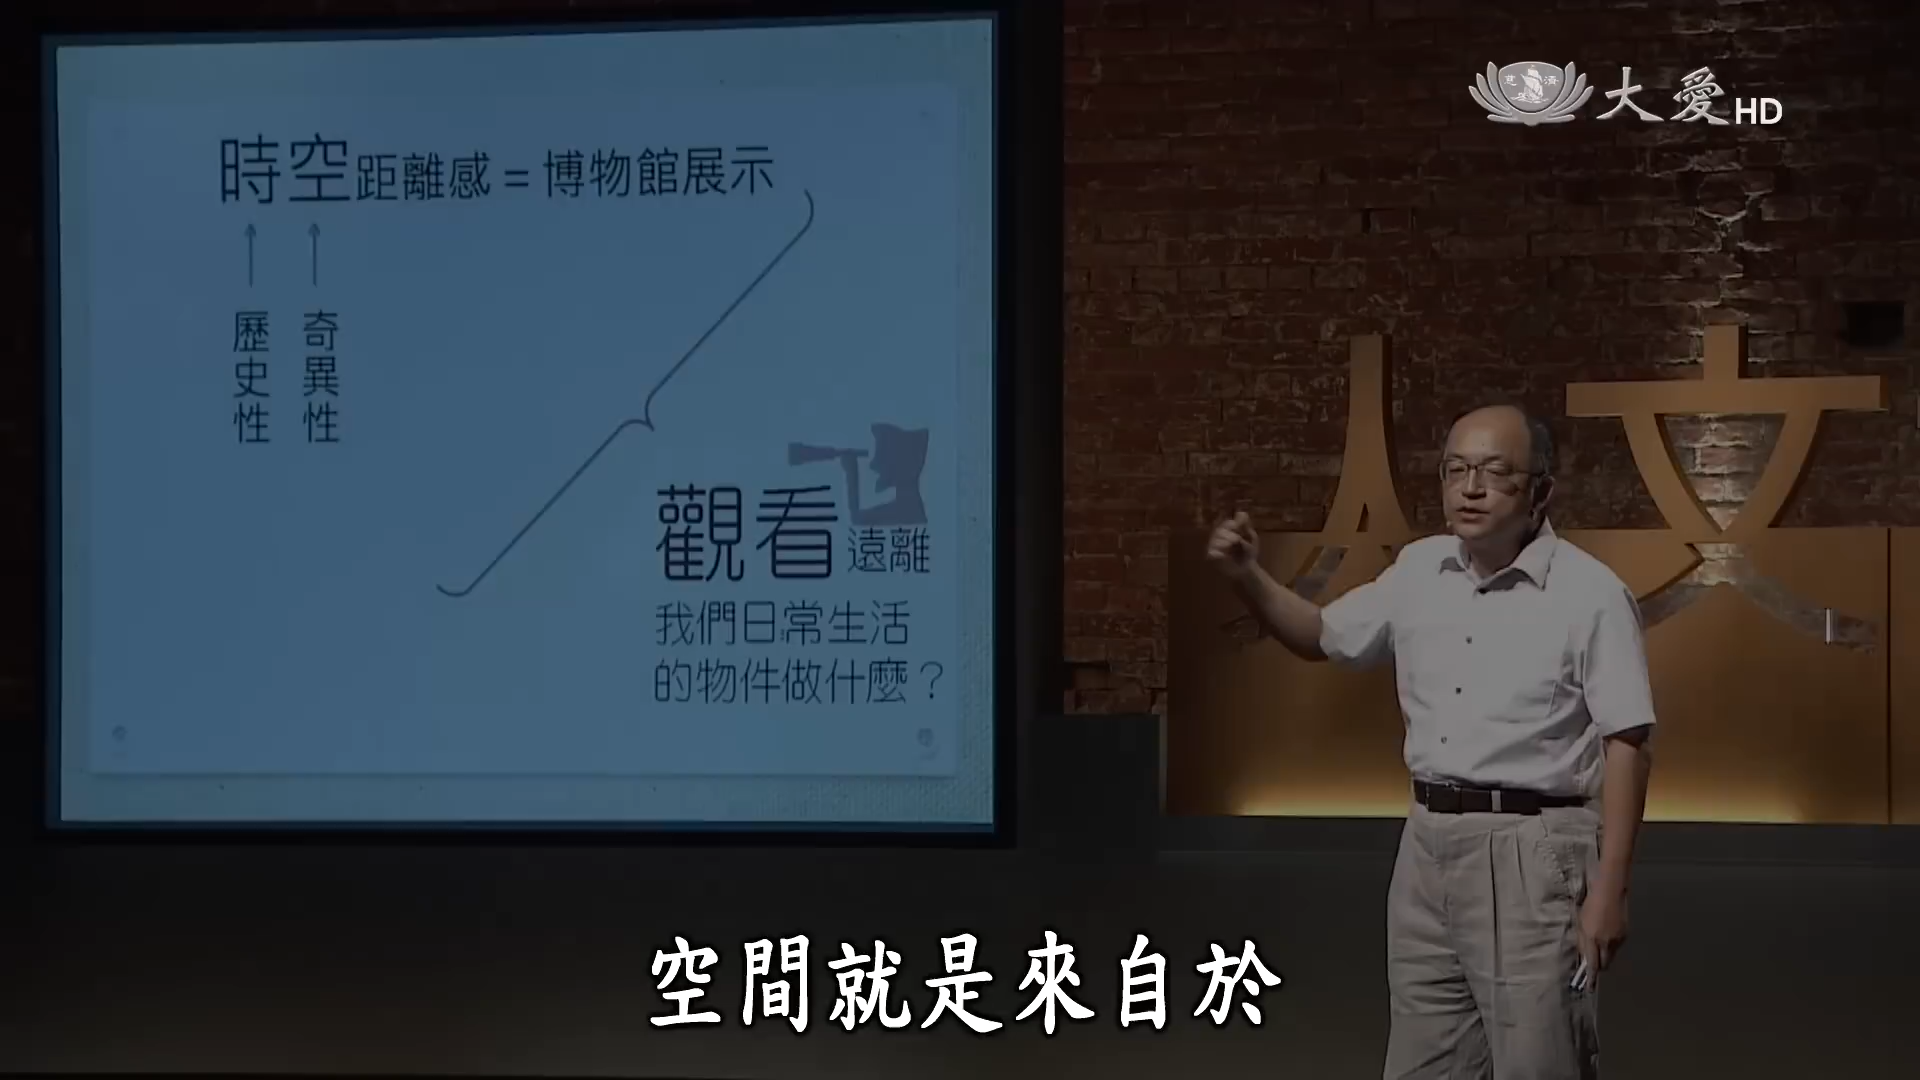 時空距離感=博物館展示
歷史性
奇異性
觀看遠離
我們日常生活
的物件做什麼?
慈濟
大愛HD
人文
空間就是來自於